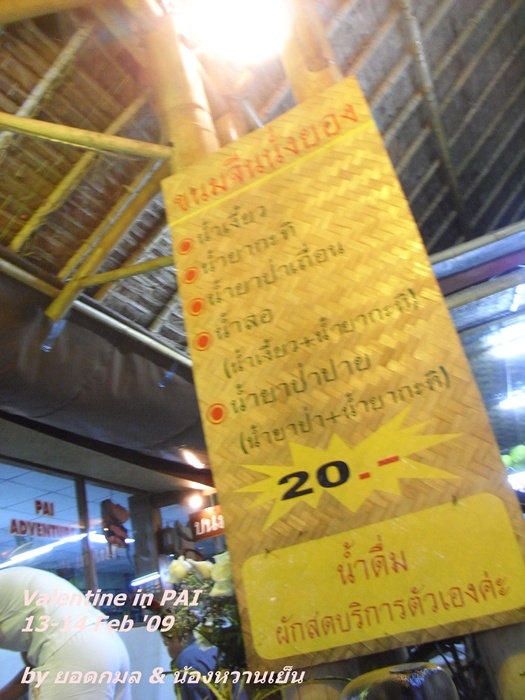 ขนมจีนนั่งยอง
น้ำเงี้ยว
น้ำยากะทิ
น้ำยาป่าเถื่อน
น้ำสอ
(น้ำเงี้ยว+น้ำยากะทิ)
น้ำยาป่าปาย
(น้ำยาป่า+น้ำยากะทิ)
20.--
น้ำดื่ม
ผักสดบริการตัวเองค่ะ
PAI
Valentine in PAI
13-14 Feb '09
by ยอดกมล & น้องหวานเย็น